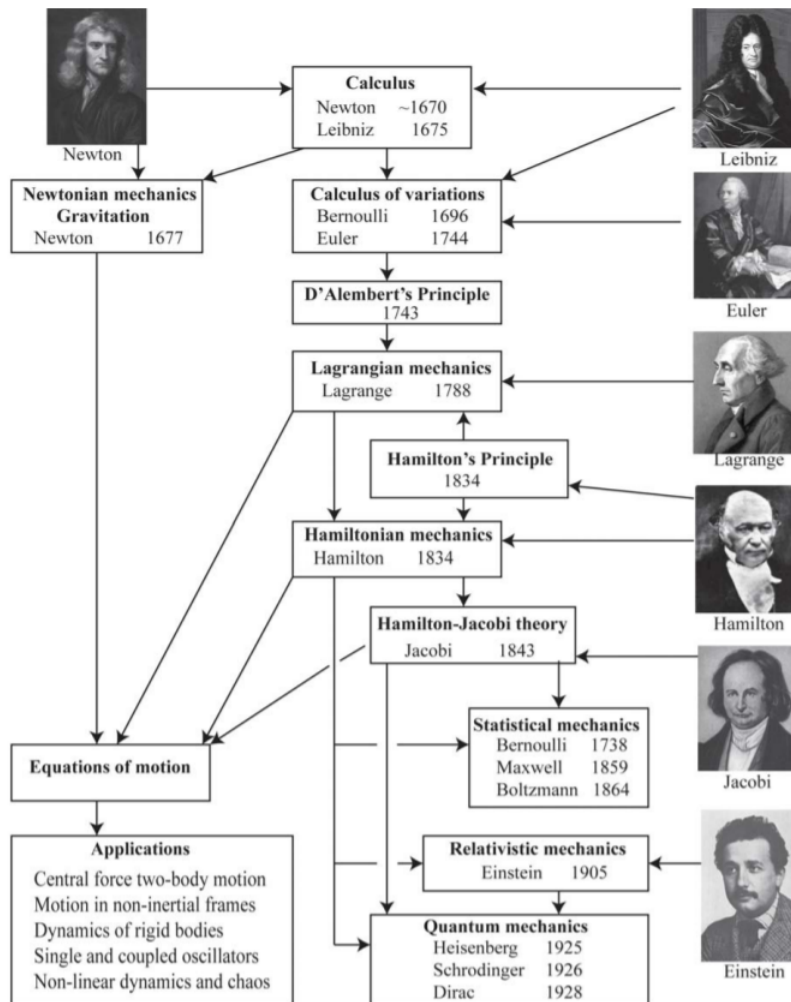 Calculus
Newton ~1670
Leibniz 1675
Newton
Leibniz
Newtonian mechanics
Gravitation
Newton 1677
Calculus of variations
Bernoulli 1696
Euler 1744
Euler
D'Alembert's Principle
1743
Lagrangian mechanics
Lagrange 1788
Lagrange
Hamilton's Principle
1834
Hamiltonian mechanics
Hamilton 1834
Hamilton
Hamilton-Jacobi theory
Jacobi 1843
Jacobi
Statistical mechanics
Bernoulli 1738
Maxwell 1859
Boltzmann 1864
Equations of motion
Applications
Central force two-body motion
Motion in non-inertial frames
Dynamics of rigid bodies
Single and coupled oscillators
Non-linear dynamics and chaos
Relativistic mechanics
Einstein 1905
Einstein
Quantum mechanics
Heisenberg 1925
Schrodinger 1926
Dirac 1928